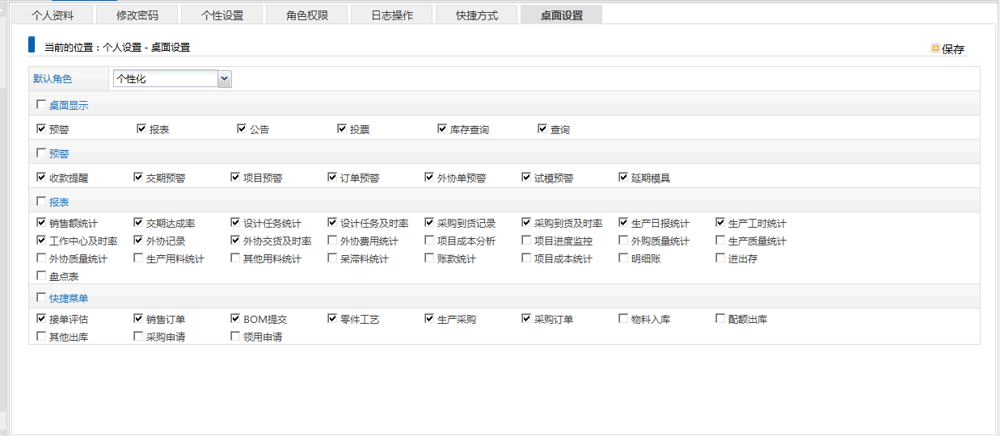 个人资料 修改密码 个性设置 角色权限 日志操作 快捷方式 桌面设置
当前的位置：个人设置 - 桌面设置 保存
默认角色 个性化
桌面显示
预警 报表 公告 投票 库存查询 查询
预警
收款提醒 交期预警 项目预警 订单预警 外协单预警 试模预警 延期模具
报表
销售额统计 交期达成率 设计任务统计 设计任务及时率 采购到货记录 采购到货及时率 生产日报统计 生产工时统计
工作中心及时率 外协记录 外协交货及时率 外协费用统计 项目成本分析 项目进度监控 外购质量统计 生产质量统计
外协质量统计 生产用料统计 其他用料统计 呆滞料统计 账款统计 项目成本统计 明细账 进出存
盘点表
快捷菜单
接单评估 销售订单 BOM提交 零件工艺 生产采购 采购订单 物料入库 配额出库
其他出库 采购申请 领用申请